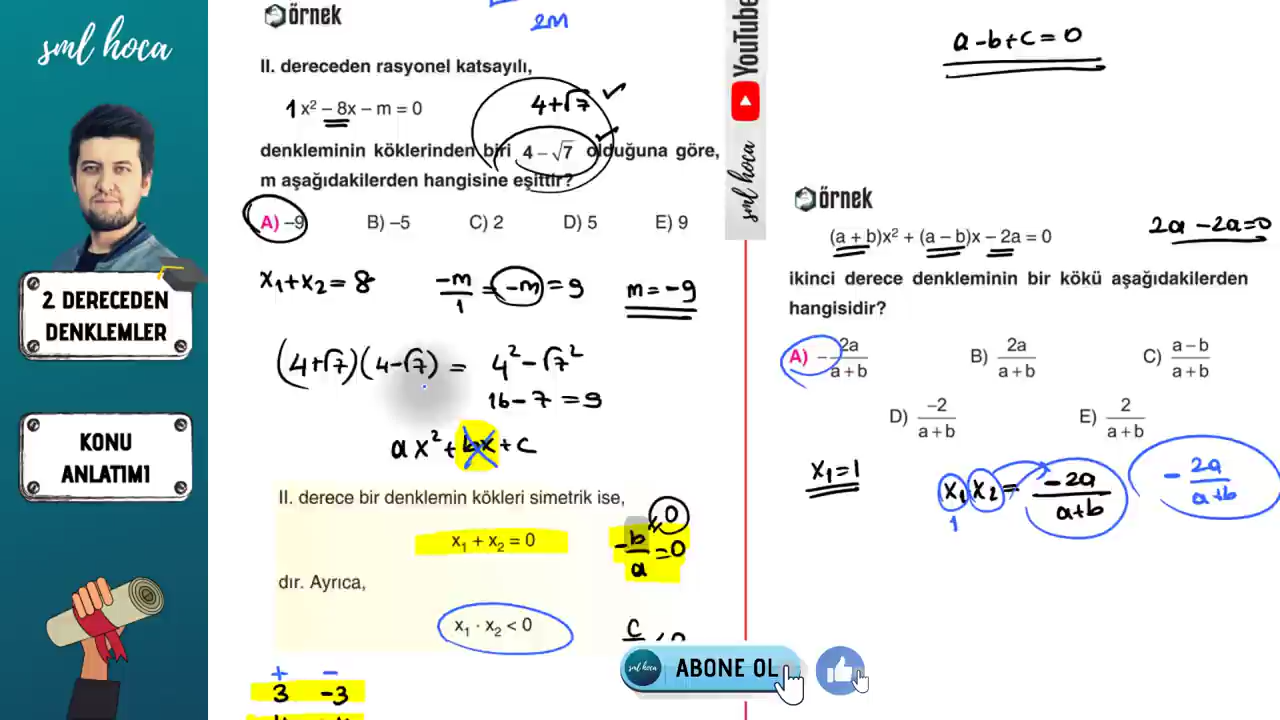 sml hoca
2 DERECEDEN
DENKLEMLER
KONU
ANLATIMI
örnek
2M
II. dereceden rasyonel katsayılı,
1x² – 8x – m = 0
4+√7 ✓
denkleminin köklerinden biri 4 – √7 olduğuna göre,
m aşağıdakilerden hangisine eşittir?
A) –9 B) –5 C) 2 D) 5 E) 9
x₁+x₂=8 -m/1 = -m = 9 m=-9
(4+√7)(4-√7) = 4²-√7²
16-7=9
ax²+bx+c
II. derece bir denklemin kökleri simetrik ise,
x₁ + x₂ = 0
-b/a=0
0
dır. Ayrıca,
x₁ · x₂ < 0
+ -
3 -3
YouTube
sml hoca
a-b+c=0
örnek
(a + b)x² + (a – b)x – 2a = 0
2a-2a=0
ikinci derece denkleminin bir kökü aşağıdakilerden
hangisidir?
A) – 2a/(a + b) B) 2a/(a + b) C) (a – b)/(a + b)
D) –2/(a + b) E) 2/(a + b)
x₁=1 x₁x₂= -2a/(a+b) - 2a/(a+b)
1
sml hoca
ABONE OL